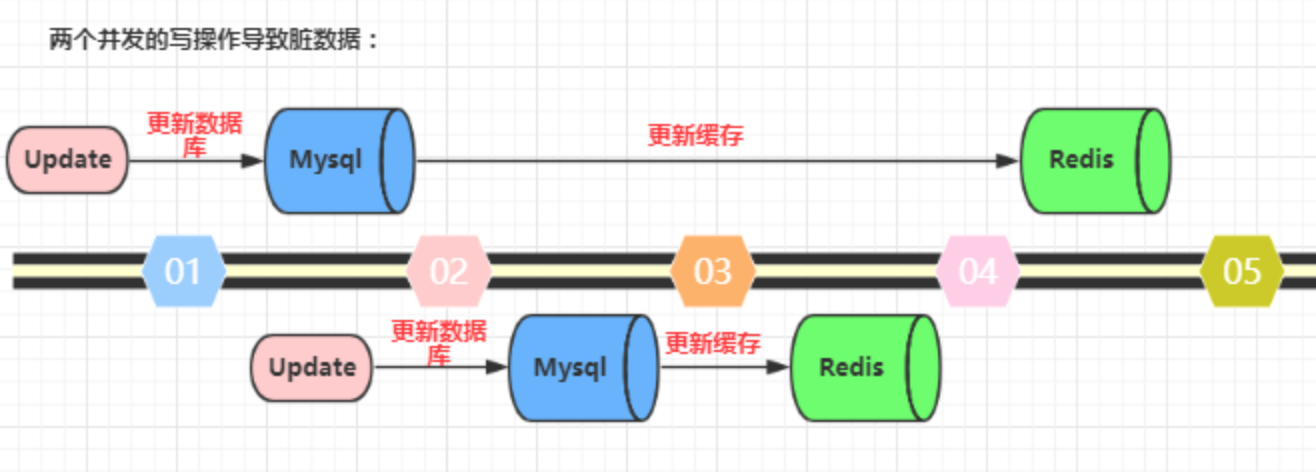 两个并发的写操作导致脏数据：
更新数据
库
更新缓存
Update
Mysql
Redis
01
02
03
04
05
更新数据
库
更新缓存
Update
Mysql
Redis